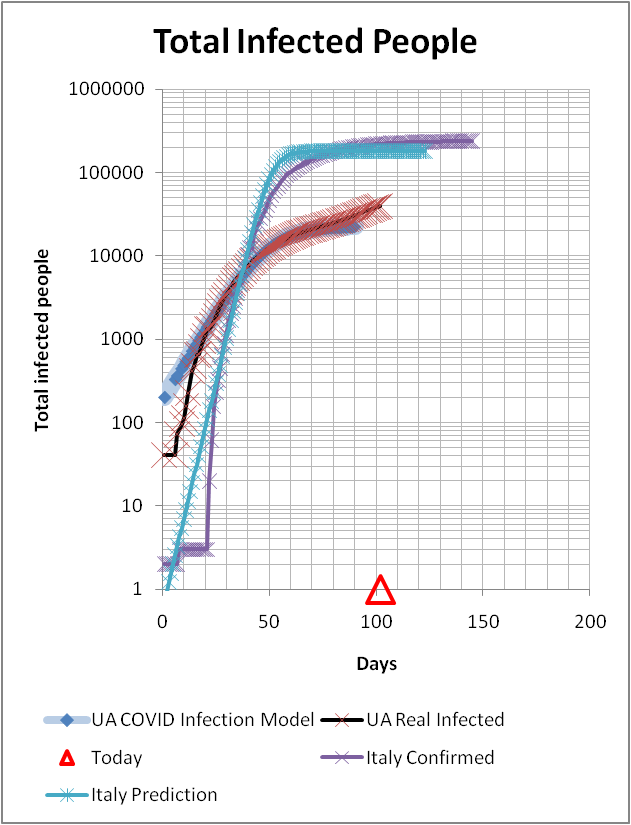 Total Infected People
1000000
100000
10000
1000
100
10
1
Total infected people
0 50 100 150 200
Days
UA COVID Infection Model UA Real Infected
Today Italy Confirmed
Italy Prediction